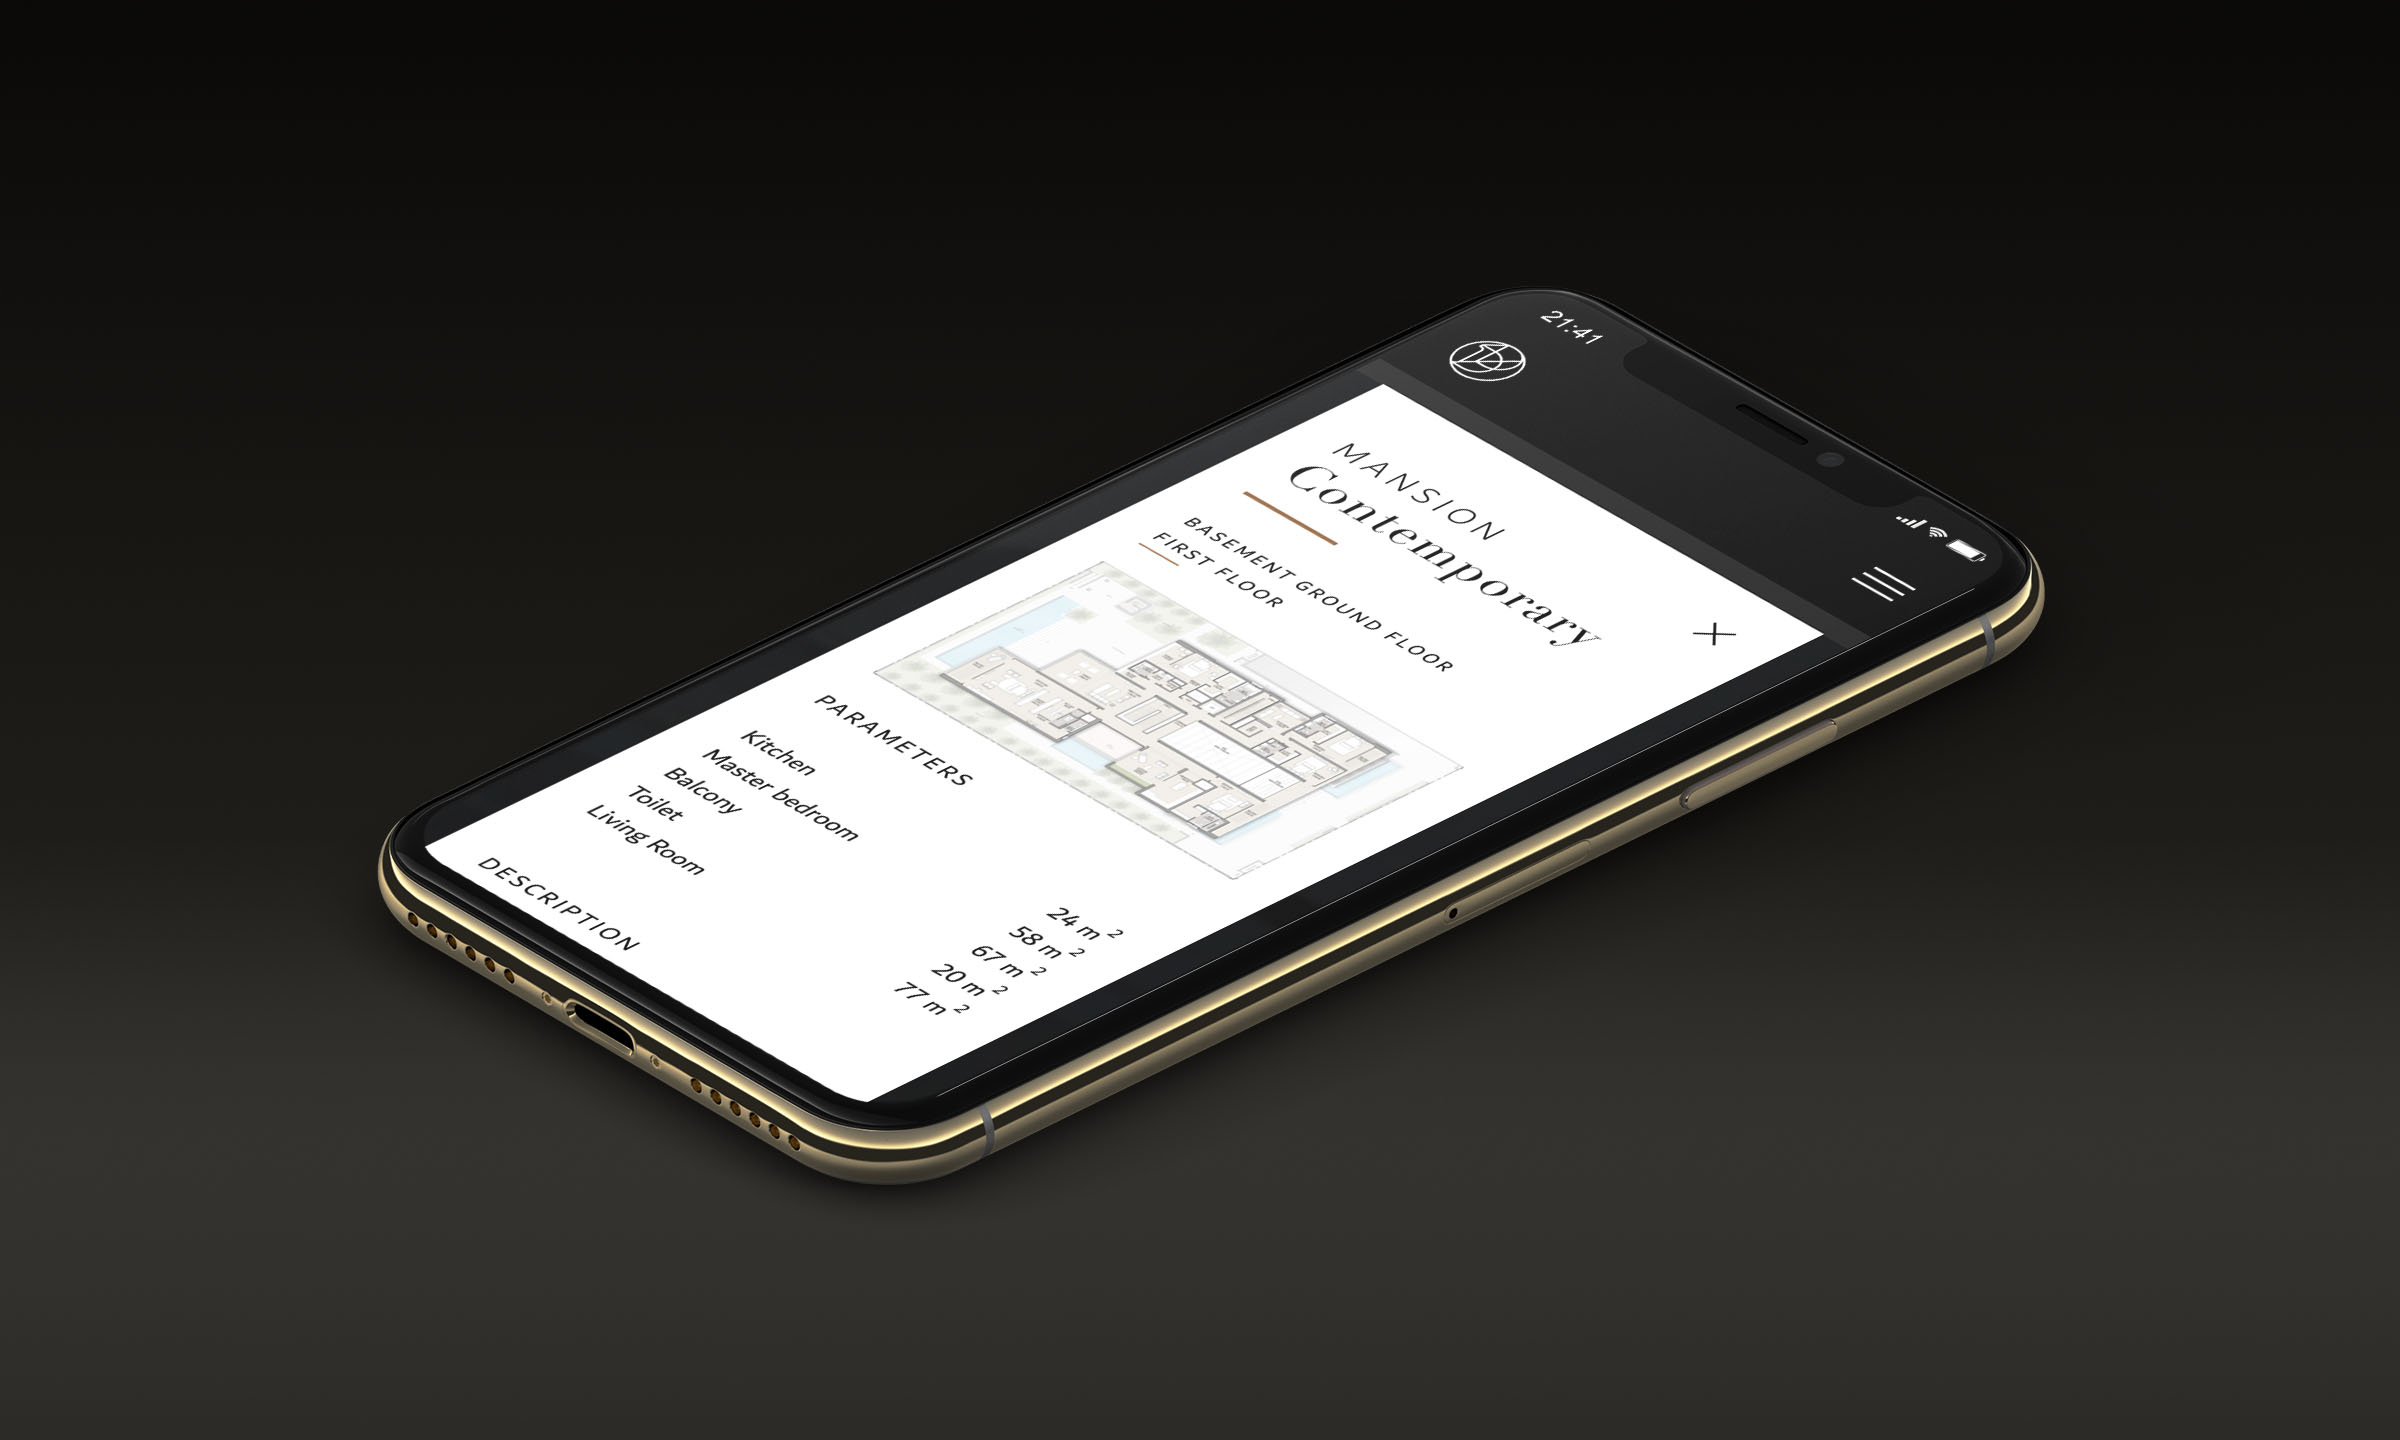 21:41
MANSION
Contemporary
BASEMENT GROUND FLOOR
FIRST FLOOR
PARAMETERS
Kitchen 24 m 2
Master bedroom 58 m 2
Balcony 67 m 2
Toilet 20 m 2
Living Room 77 m 2
DESCRIPTION